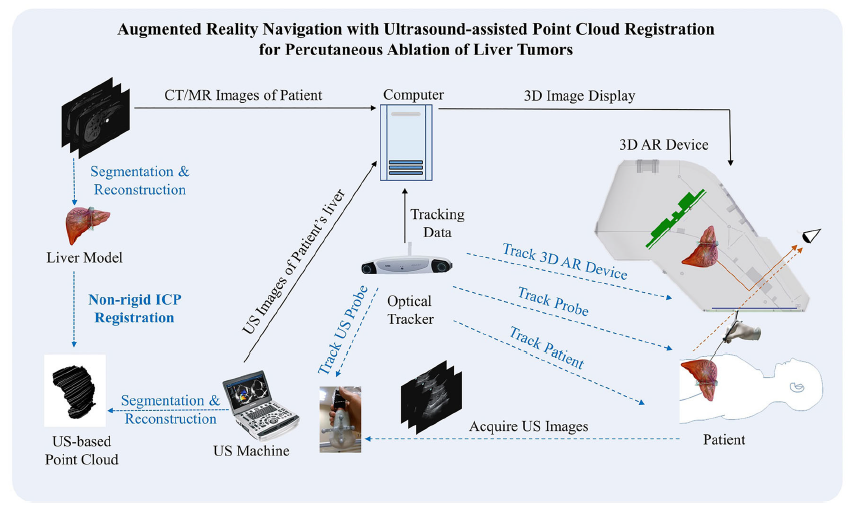 Augmented Reality Navigation with Ultrasound-assisted Point Cloud Registration
for Percutaneous Ablation of Liver Tumors
CT/MR Images of Patient
Computer
3D Image Display
3D AR Device
Segmentation &
Reconstruction
US Images of Patient's liver
Tracking
Data
Liver Model
Track 3D AR Device
Non-rigid ICP
Registration
Optical
Tracker
Track US Probe
Track Probe
Track Patient
Segmentation &
Reconstruction
Acquire US Images
US-based
Point Cloud
US Machine
Patient